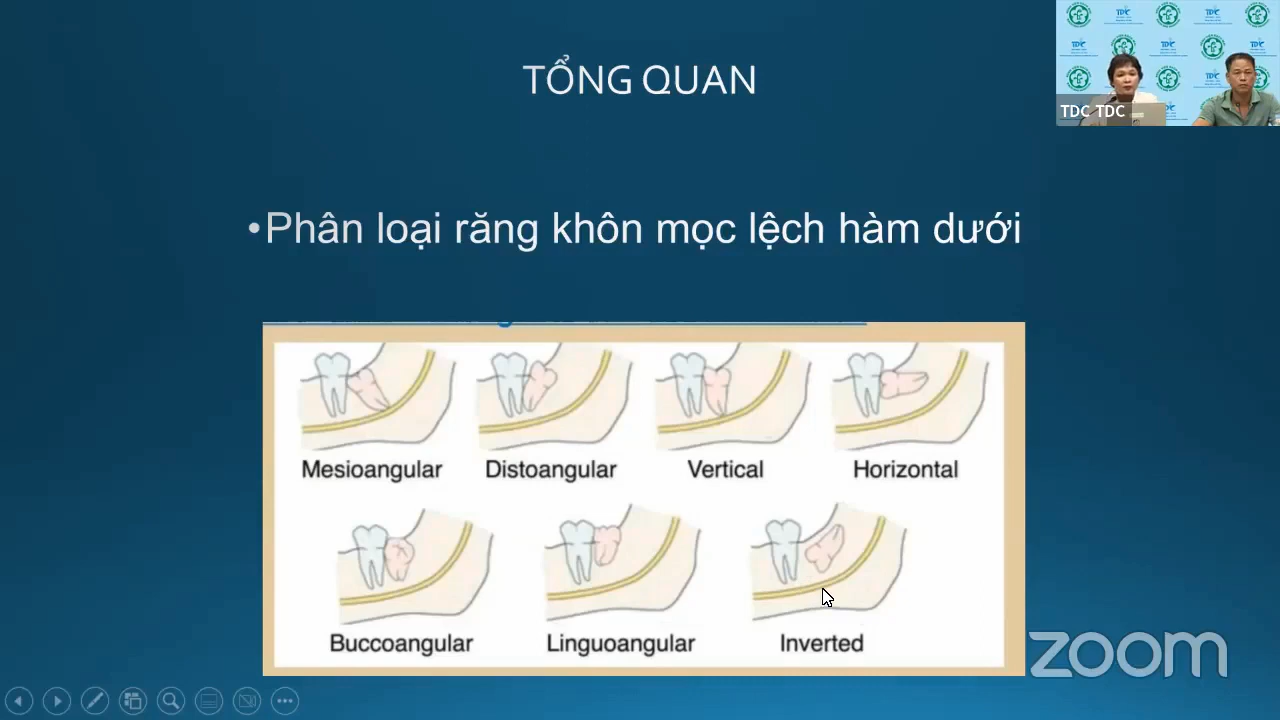 TỔNG QUAN
TDC TDC
•Phân loại răng khôn mọc lệch hàm dưới
Mesioangular Distoangular Vertical Horizontal
Buccoangular Linguoangular Inverted
zoom